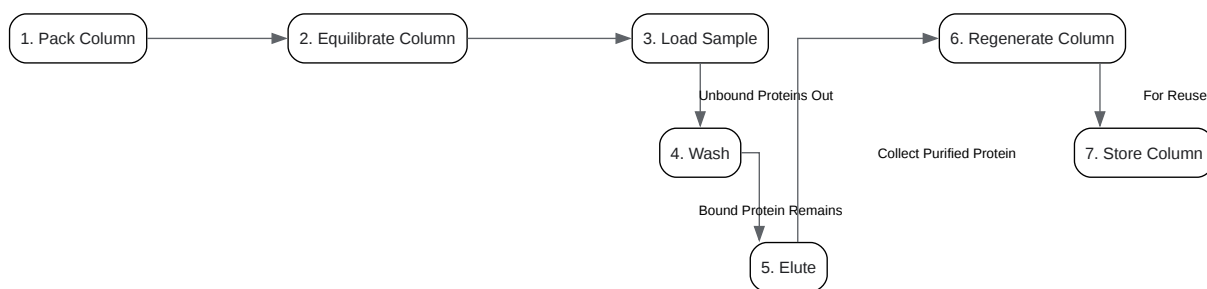 1. Pack Column
2. Equilibrate Column
3. Load Sample
6. Regenerate Column
Unbound Proteins Out
For Reuse
4. Wash
Collect Purified Protein
7. Store Column
Bound Protein Remains
5. Elute